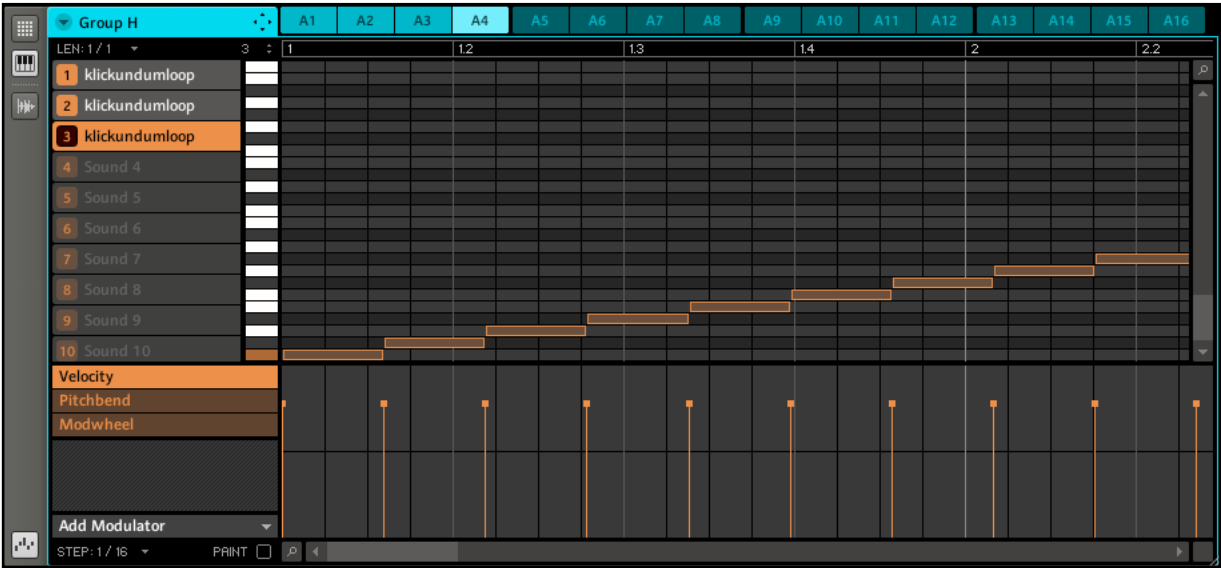 Group H A1 A2 A3 A4 A5 A6 A7 A8 A9 A10 A11 A12 A13 A14 A15 A16
LEN: 1 / 1 3 1 1.2 1.3 1.4 2 2.2
1 klickundumloop
2 klickundumloop
3 klickundumloop
4 Sound 4
5 Sound 5
6 Sound 6
7 Sound 7
8 Sound 8
9 Sound 9
10 Sound 10
Velocity
Pitchbend
Modwheel
Add Modulator
STEP: 1 / 16 PAINT